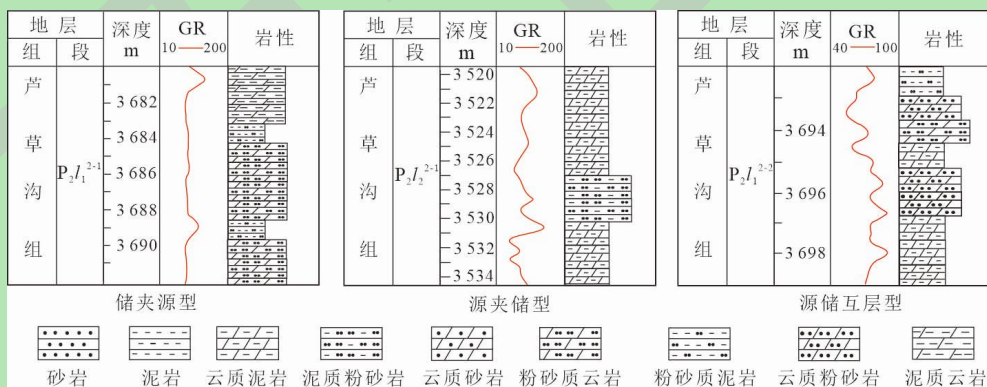 地 层 深度 m GR 10 200 岩性
组 段
芦草沟组 P₂l₁²⁻¹
3 682
3 684
3 686
3 688
3 690
储夹源型
地 层 深度 m GR 10 200 岩性
组 段
芦草沟组 P₂l₂²⁻¹
3 520
3 522
3 524
3 526
3 528
3 530
3 532
3 534
源夹储型
地 层 深度 m GR 40 100 岩性
组 段
芦草沟组 P₂l₁²⁻²
3 694
3 696
3 698
源储互层型
砂岩 泥岩 云质泥岩 泥质粉砂岩 云质砂岩 粉砂质云岩 粉砂质泥岩 云质粉砂岩 泥质云岩